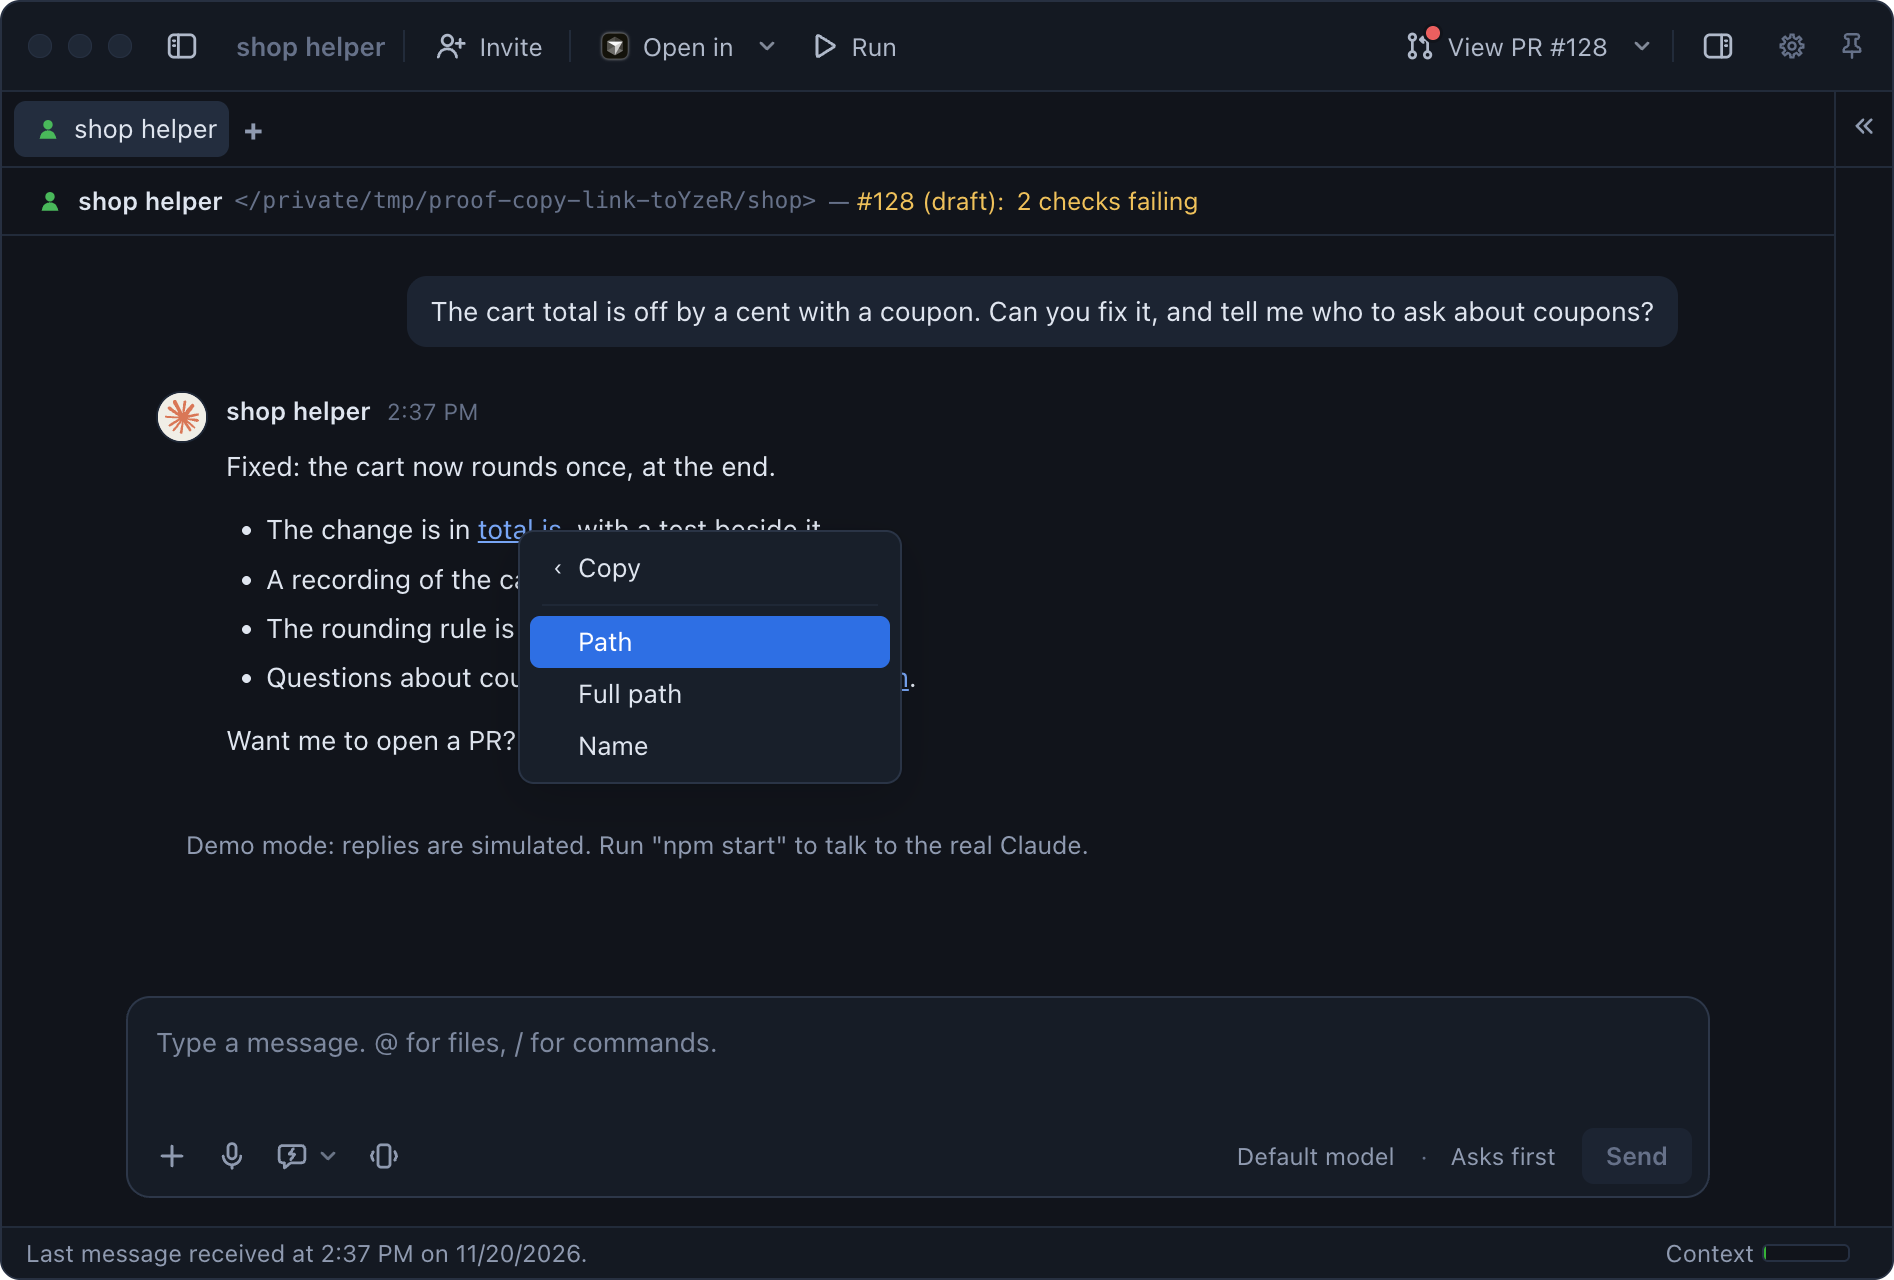 shop helper Invite Open in Run View PR #128
shop helper
shop helper </private/tmp/proof-copy-link-toYzeR/shop> — #128 (draft): 2 checks failing
The cart total is off by a cent with a coupon. Can you fix it, and tell me who to ask about coupons?
shop helper 2:37 PM
Fixed: the cart now rounds once, at the end.
The change is in total.js, with a test beside it
A recording of the
The rounding rule is
Questions about
Want me to open a PR?
‹ Copy
Path
Full path
Name
Demo mode: replies are simulated. Run "npm start" to talk to the real Claude.
Type a message. @ for files, / for commands.
Default model · Asks first Send
Last message received at 2:37 PM on 11/20/2026.
Context